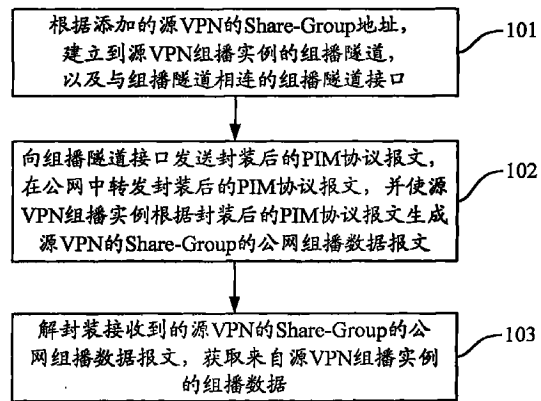 根据添加的源VPN的Share-Group地址，
建立到源VPN组播实例的组播隧道，
以及与组播隧道相连的组播隧道接口
101
向组播隧道接口发送封装后的PIM协议报文，
在公网中转发封装后的PIM协议报文，并使源
VPN组播实例根据封装后的PIM协议报文生成
源VPN的Share-Group的公网组播数据报文
102
解封装接收到的源VPN的Share-Group的公
网组播数据报文，获取来自源VPN组播实例
的组播数据
103